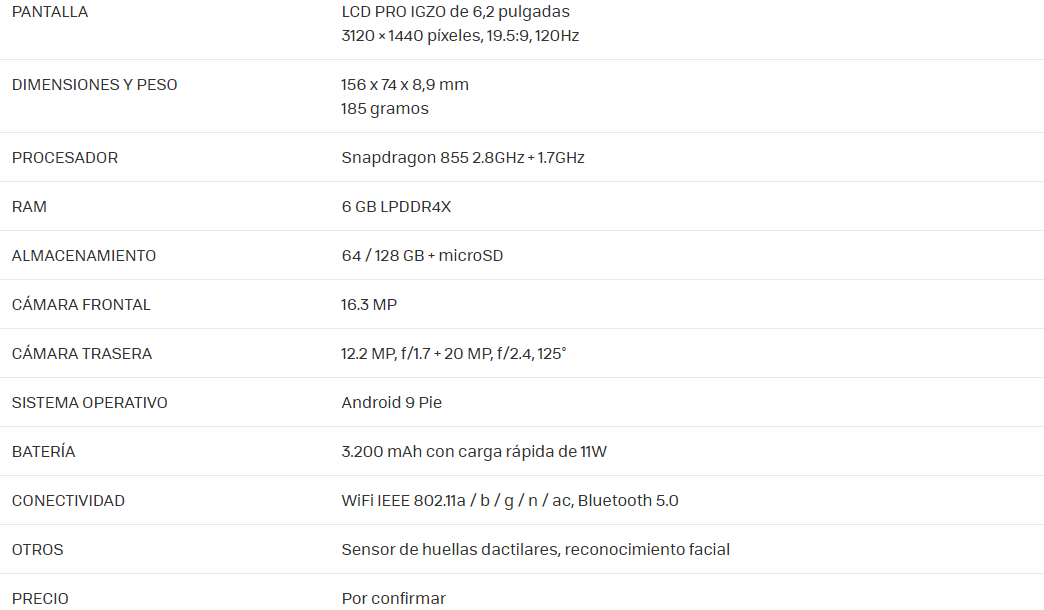 PANTALLA LCD PRO IGZO de 6,2 pulgadas
3120 × 1440 píxeles, 19.5:9, 120Hz
DIMENSIONES Y PESO 156 x 74 x 8,9 mm
185 gramos
PROCESADOR Snapdragon 855 2.8GHz + 1.7GHz
RAM 6 GB LPDDR4X
ALMACENAMIENTO 64 / 128 GB + microSD
CÁMARA FRONTAL 16.3 MP
CÁMARA TRASERA 12.2 MP, f/1.7 + 20 MP, f/2.4, 125°
SISTEMA OPERATIVO Android 9 Pie
BATERÍA 3.200 mAh con carga rápida de 11W
CONECTIVIDAD WiFi IEEE 802.11a / b / g / n / ac, Bluetooth 5.0
OTROS Sensor de huellas dactilares, reconocimiento facial
PRECIO Por confirmar